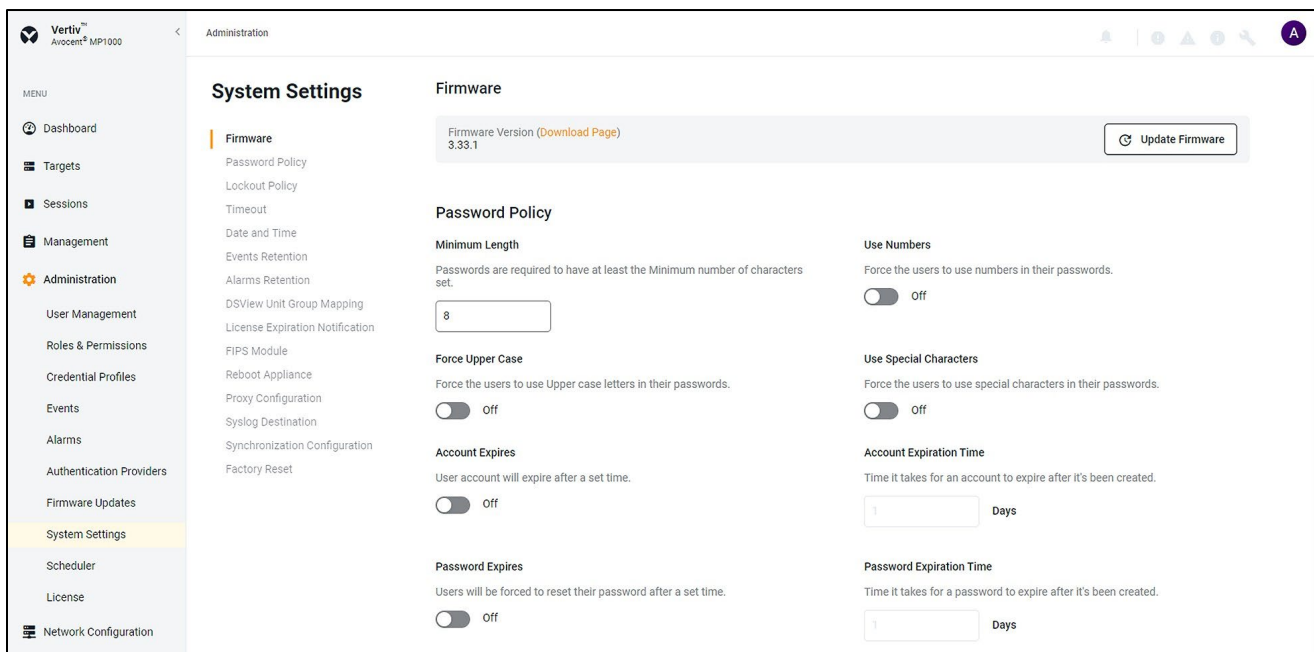 Vertiv™
Avocent® MP1000
Administration
A
MENU
Dashboard
Targets
Sessions
Management
Administration
User Management
Roles & Permissions
Credential Profiles
Events
Alarms
Authentication Providers
Firmware Updates
System Settings
Scheduler
License
Network Configuration
System Settings
Firmware
Password Policy
Lockout Policy
Timeout
Date and Time
Events Retention
Alarms Retention
DSView Unit Group Mapping
License Expiration Notification
FIPS Module
Reboot Appliance
Proxy Configuration
Syslog Destination
Synchronization Configuration
Factory Reset
Firmware
Firmware Version (Download Page)
3.33.1
Update Firmware
Password Policy
Minimum Length
Passwords are required to have at least the Minimum number of characters
set.
8
Use Numbers
Force the users to use numbers in their passwords.
Off
Force Upper Case
Force the users to use Upper case letters in their passwords.
Off
Use Special Characters
Force the users to use special characters in their passwords.
Off
Account Expires
User account will expire after a set time.
Off
Account Expiration Time
Time it takes for an account to expire after it's been created.
1 Days
Password Expires
Users will be forced to reset their password after a set time.
Off
Password Expiration Time
Time it takes for a password to expire after it's been created.
1 Days